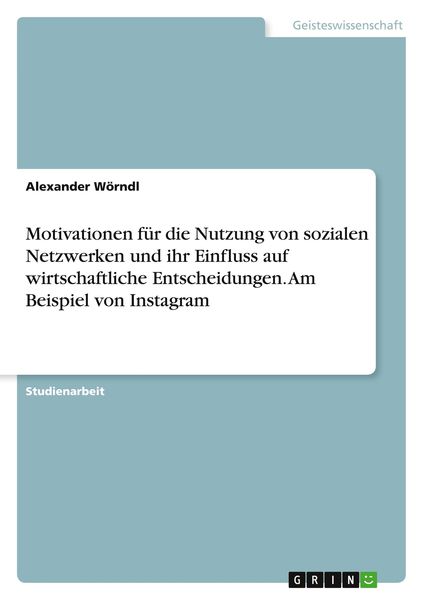 Geisteswissenschaft
Alexander Wörndl
Motivationen für die Nutzung von sozialen
Netzwerken und ihr Einfluss auf
wirtschaftliche Entscheidungen. Am
Beispiel von Instagram
Studienarbeit
GRIN